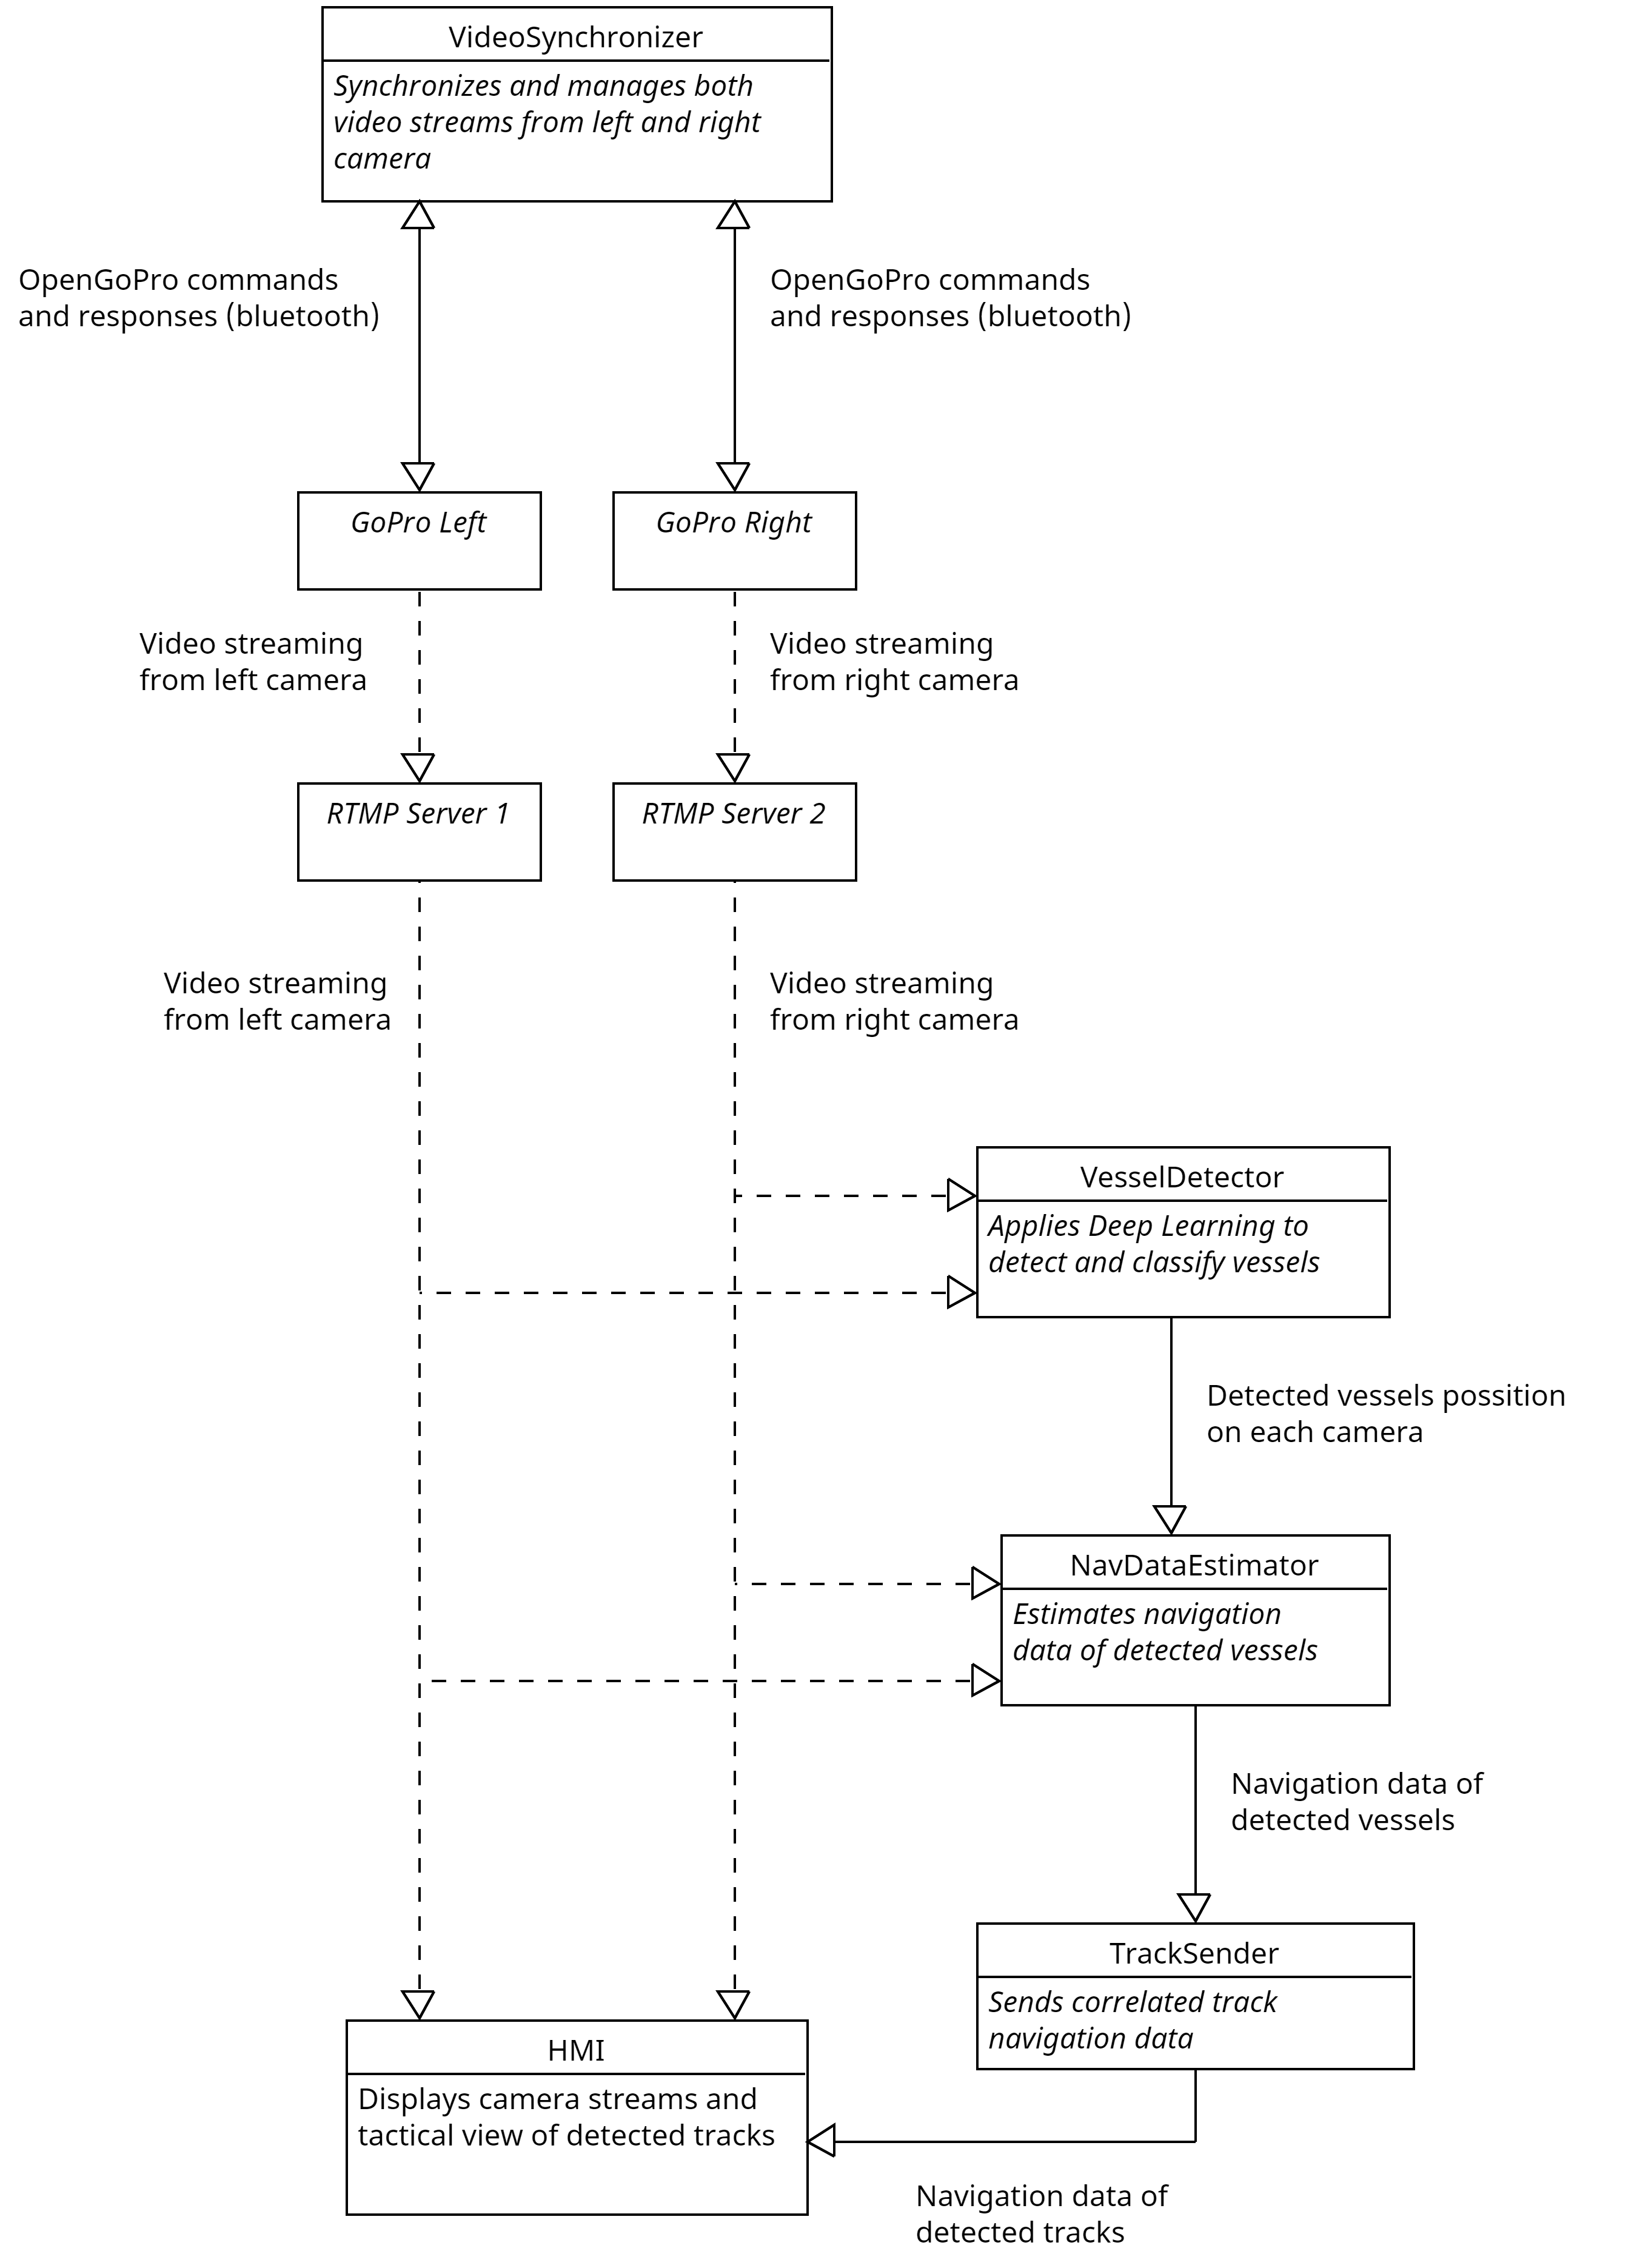 VideoSynchronizer
Synchronizes and manages both
video streams from left and right
camera
OpenGoPro commands
and responses (bluetooth)
OpenGoPro commands
and responses (bluetooth)
GoPro Left
GoPro Right
Video streaming
from left camera
Video streaming
from right camera
RTMP Server 1
RTMP Server 2
Video streaming
from left camera
Video streaming
from right camera
VesselDetector
Applies Deep Learning to
detect and classify vessels
Detected vessels possition
on each camera
NavDataEstimator
Estimates navigation
data of detected vessels
Navigation data of
detected vessels
TrackSender
Sends correlated track
navigation data
HMI
Displays camera streams and
tactical view of detected tracks
Navigation data of
detected tracks